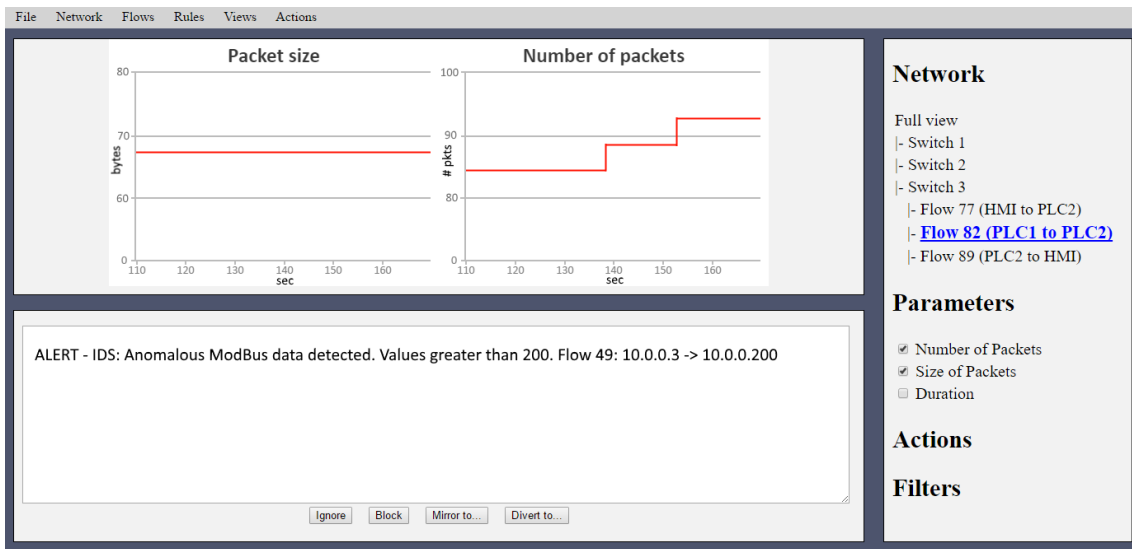 File Network Flows Rules Views Actions
Packet size
80
70
60
0
bytes
110 120 130 140 150 160
sec
Number of packets
100
90
80
0
# pkts
110 120 130 140 150 160
sec
ALERT - IDS: Anomalous ModBus data detected. Values greater than 200. Flow 49: 10.0.0.3 -> 10.0.0.200
Ignore Block Mirror to... Divert to...
Network
Full view
|- Switch 1
|- Switch 2
|- Switch 3
|- Flow 77 (HMI to PLC2)
|- Flow 82 (PLC1 to PLC2)
|- Flow 89 (PLC2 to HMI)
Parameters
Number of Packets
Size of Packets
Duration
Actions
Filters